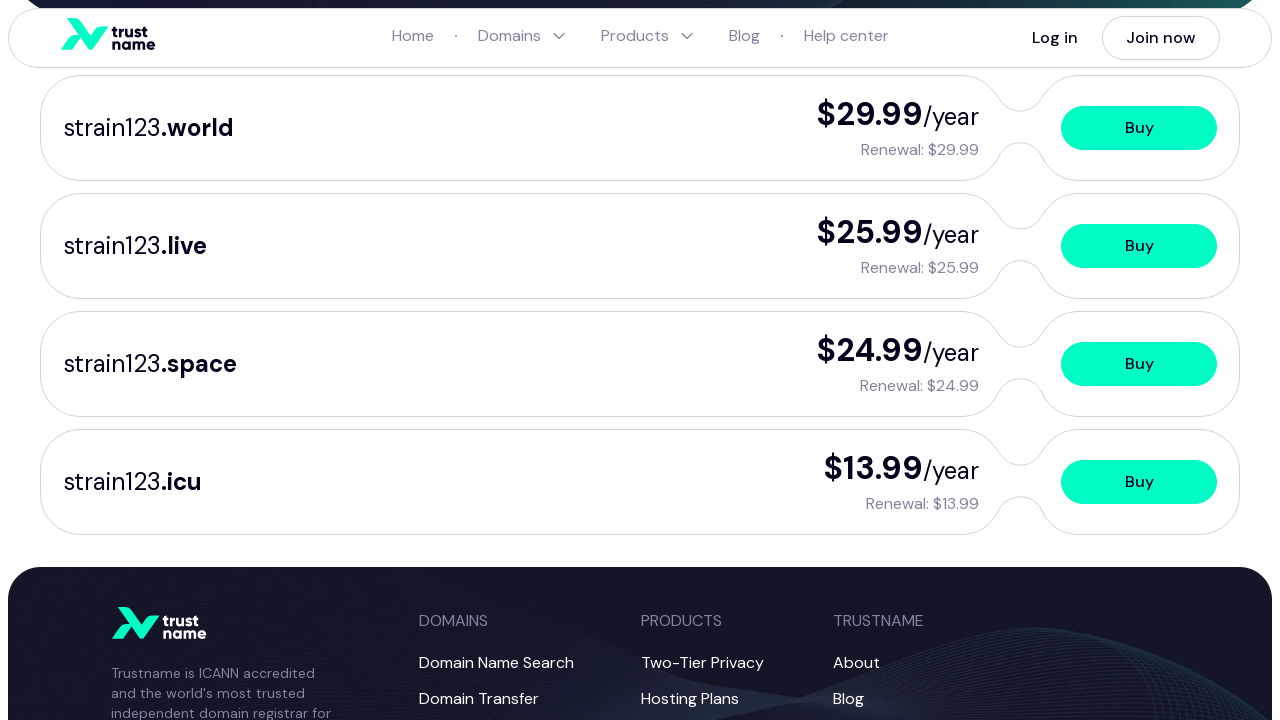 trust
name
Home · Domains Products Blog · Help center Log in Join now
strain123.world $29.99/year Buy
Renewal: $29.99
strain123.live $25.99/year Buy
Renewal: $25.99
strain123.space $24.99/year Buy
Renewal: $24.99
strain123.icu $13.99/year Buy
Renewal: $13.99
trust
name
Trustname is ICANN accredited
and the world's most trusted
independent domain registrar for
DOMAINS
Domain Name Search
Domain Transfer
PRODUCTS
Two-Tier Privacy
Hosting Plans
TRUSTNAME
About
Blog